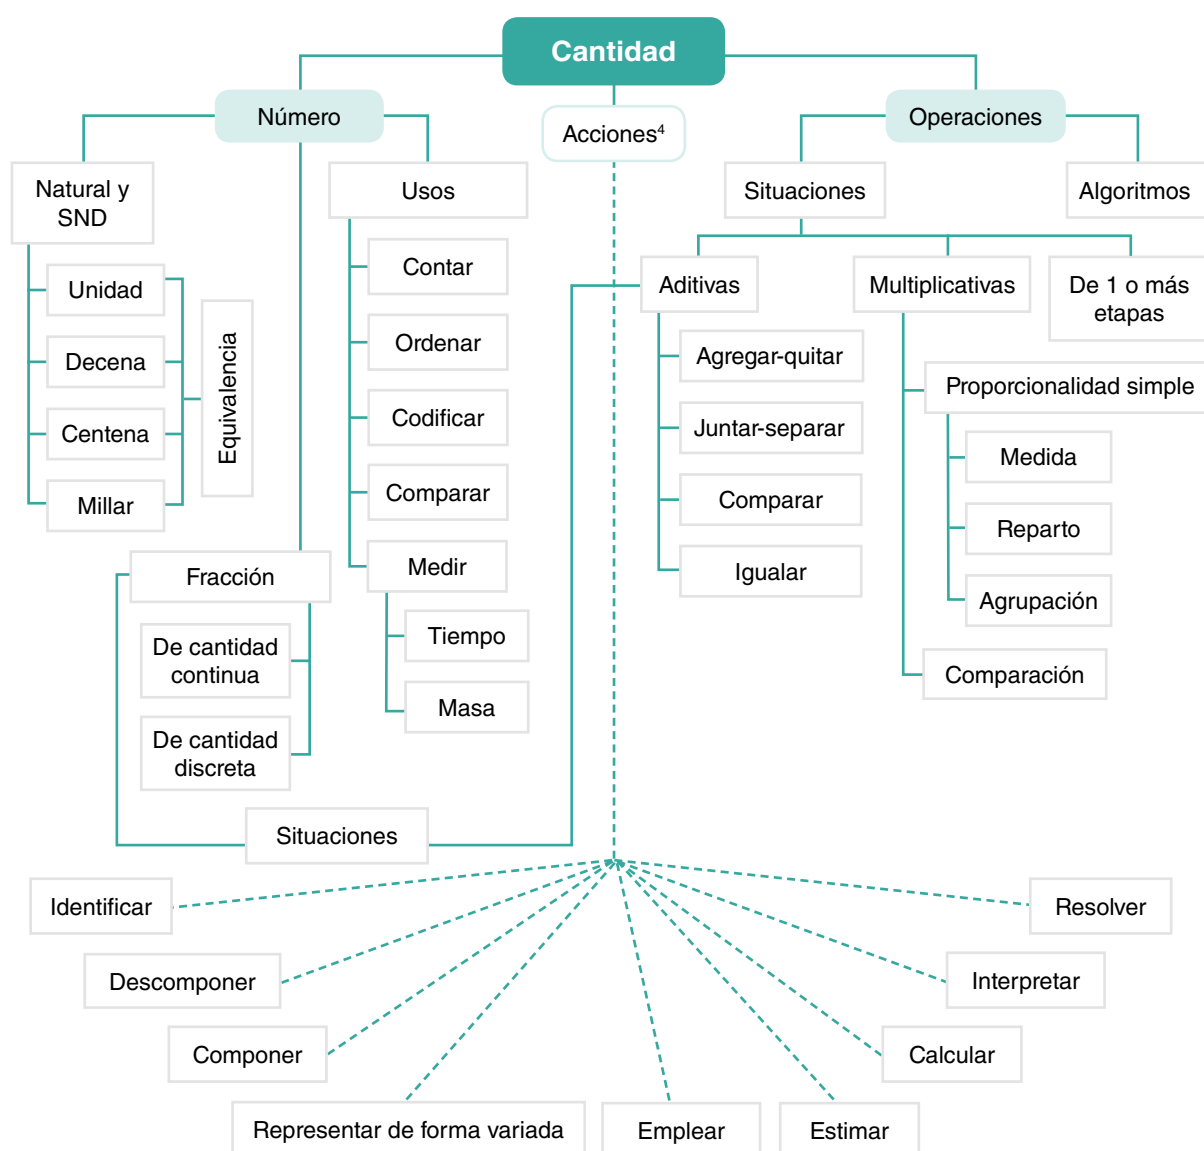 Cantidad
Número
Acciones⁴
Operaciones
Natural y
SND
Usos
Situaciones
Algoritmos
Unidad
Decena
Centena
Millar
Equivalencia
Contar
Ordenar
Codificar
Comparar
Medir
Tiempo
Masa
Aditivas
Multiplicativas
De 1 o más
etapas
Agregar-quitar
Juntar-separar
Comparar
Igualar
Proporcionalidad simple
Medida
Reparto
Agrupación
Comparación
Fracción
De cantidad
continua
De cantidad
discreta
Situaciones
Identificar
Descomponer
Componer
Representar de forma variada
Emplear
Estimar
Calcular
Interpretar
Resolver